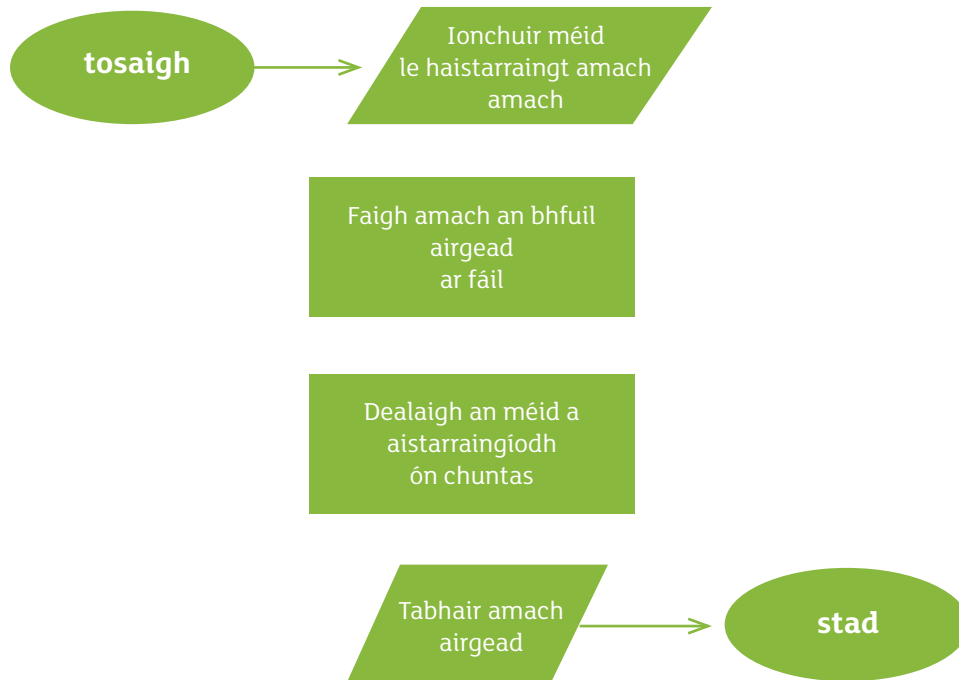 tosaigh
Ionchuir méid
le haistarraingt amach
amach
Faigh amach an bhfuil
airgead
ar fáil
Dealaigh an méid a
aistarraingíodh
ón chuntas
Tabhair amach
airgead
stad